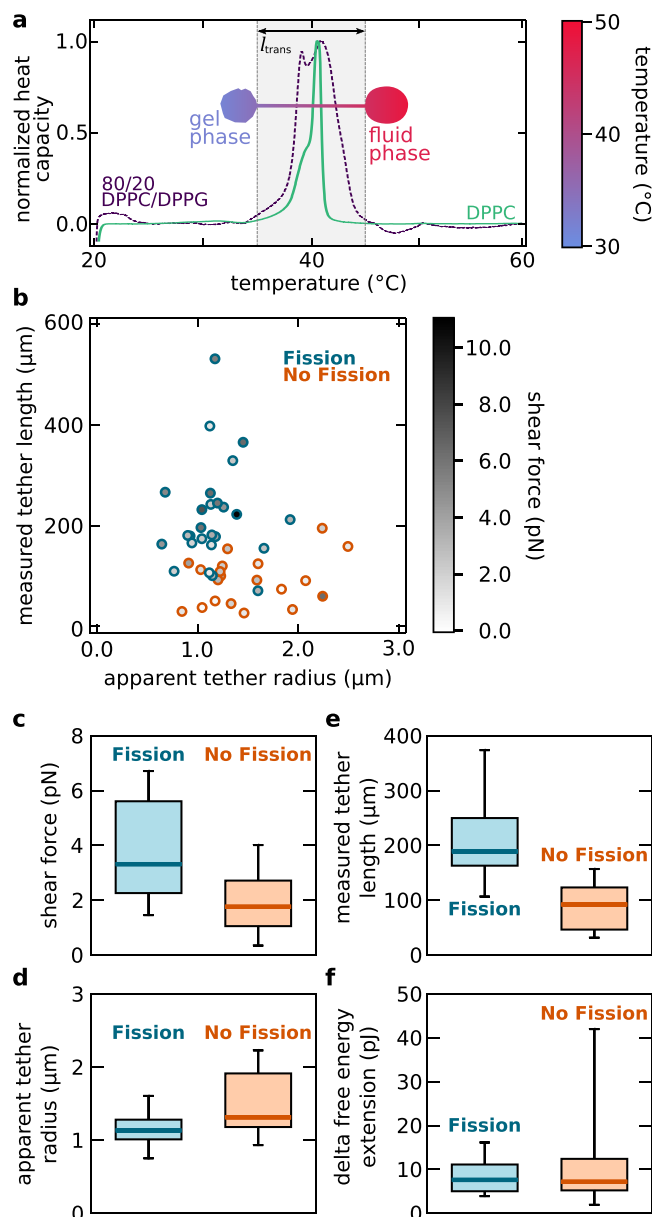 a
normalized heat
capacity
1.0
0.5
0.0
l trans
gel
phase
fluid
phase
80/20
DPPC/DPPG
DPPC
20
40
60
temperature (°C)
50
40
30
temperature (°C)
b
measured tether length (µm)
600
400
200
0
Fission
No Fission
0.0
1.0
2.0
3.0
apparent tether radius (µm)
10.0
8.0
6.0
4.0
2.0
0.0
shear force (pN)
c
shear force (pN)
8
6
4
2
0
Fission
No Fission
e
measured tether
length (µm)
400
300
200
100
0
Fission
No Fission
d
apparent tether
radius (µm)
3
2
1
0
Fission
No Fission
f
delta free energy
extension (pJ)
50
40
30
20
10
0
Fission
No Fission